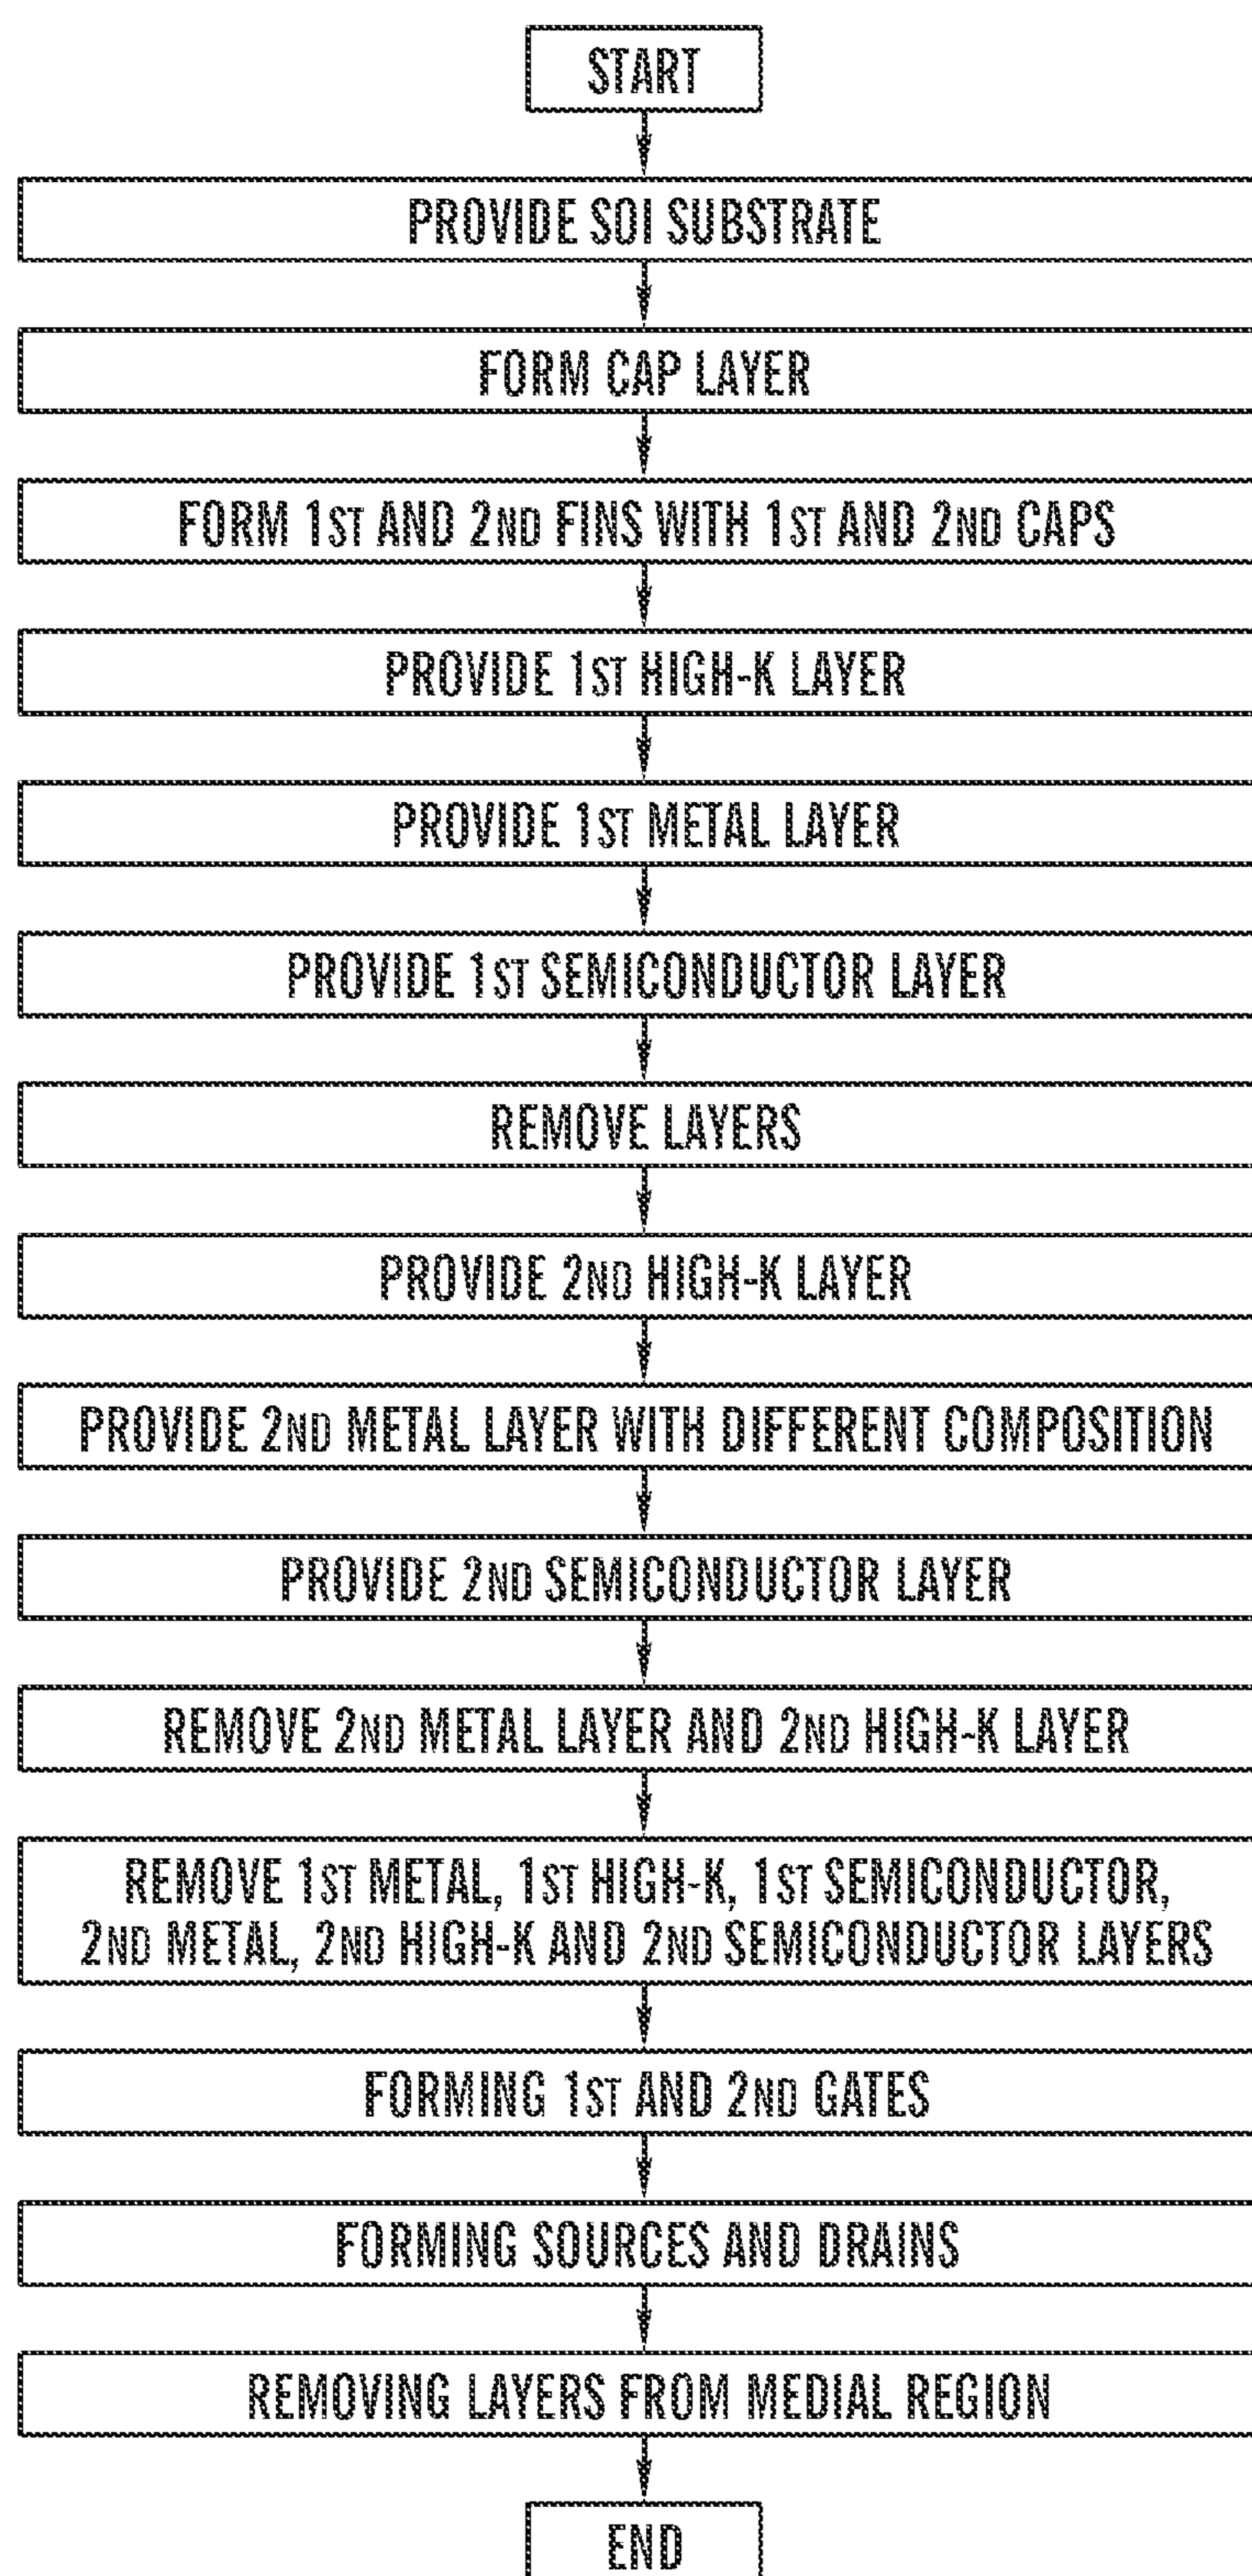 START
PROVIDE SOI SUBSTRATE
FORM CAP LAYER
FORM 1ST AND 2ND FINS WITH 1ST AND 2ND CAPS
PROVIDE 1ST HIGH-K LAYER
PROVIDE 1ST METAL LAYER
PROVIDE 1ST SEMICONDUCTOR LAYER
REMOVE LAYERS
PROVIDE 2ND HIGH-K LAYER
PROVIDE 2ND METAL LAYER WITH DIFFERENT COMPOSITION
PROVIDE 2ND SEMICONDUCTOR LAYER
REMOVE 2ND METAL LAYER AND 2ND HIGH-K LAYER
REMOVE 1ST METAL, 1ST HIGH-K, 1ST SEMICONDUCTOR,
2ND METAL, 2ND HIGH-K AND 2ND SEMICONDUCTOR LAYERS
FORMING 1ST AND 2ND GATES
FORMING SOURCES AND DRAINS
REMOVING LAYERS FROM MEDIAL REGION
END